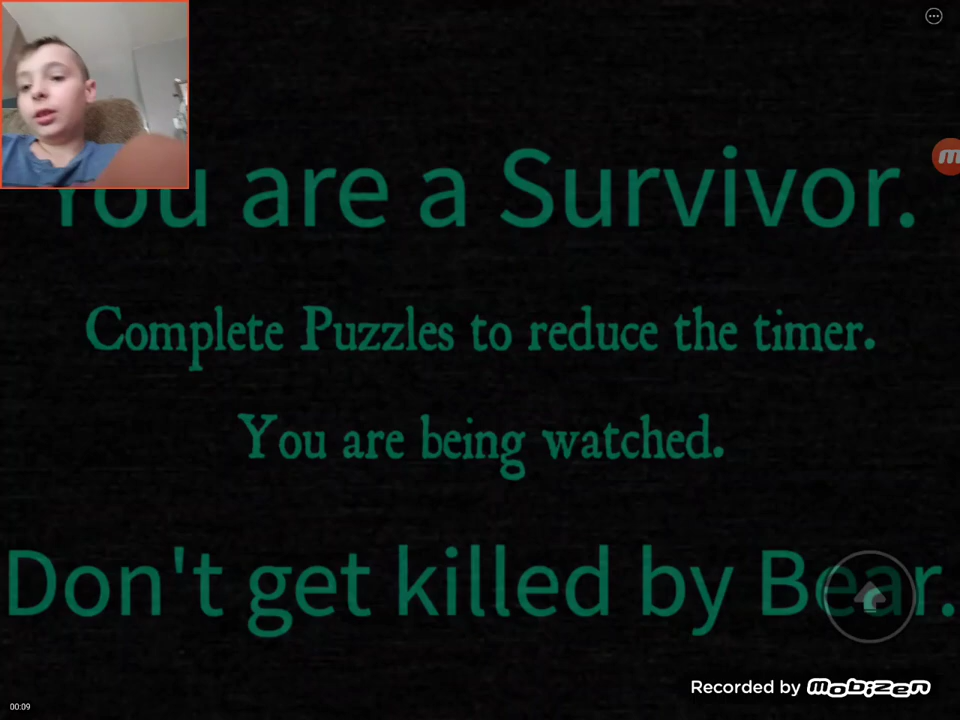 You are a Survivor.
Complete Puzzles to reduce the timer.
You are being watched.
Don't get killed by Bear.
Recorded by mobizen
00:09